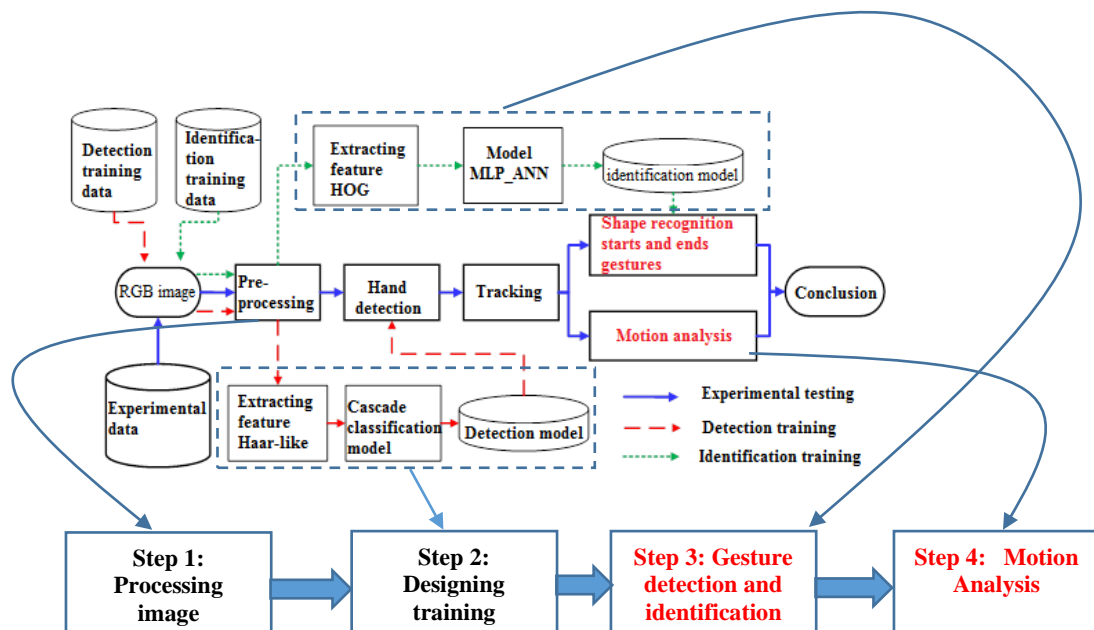 Detection
training
data
Identifica-
tion
training
data
Extracting
feature
HOG
Model
MLP_ANN
identification model
Shape recognition
starts and ends
gestures
RGB image
Pre-
processing
Hand
detection
Tracking
Conclusion
Motion analysis
Experimental
data
Extracting
feature
Haar-like
Cascade
classification
model
Detection model
Experimental testing
Detection training
Identification training
Step 1:
Processing
image
Step 2:
Designing
training
Step 3: Gesture
detection and
identification
Step 4: Motion
Analysis